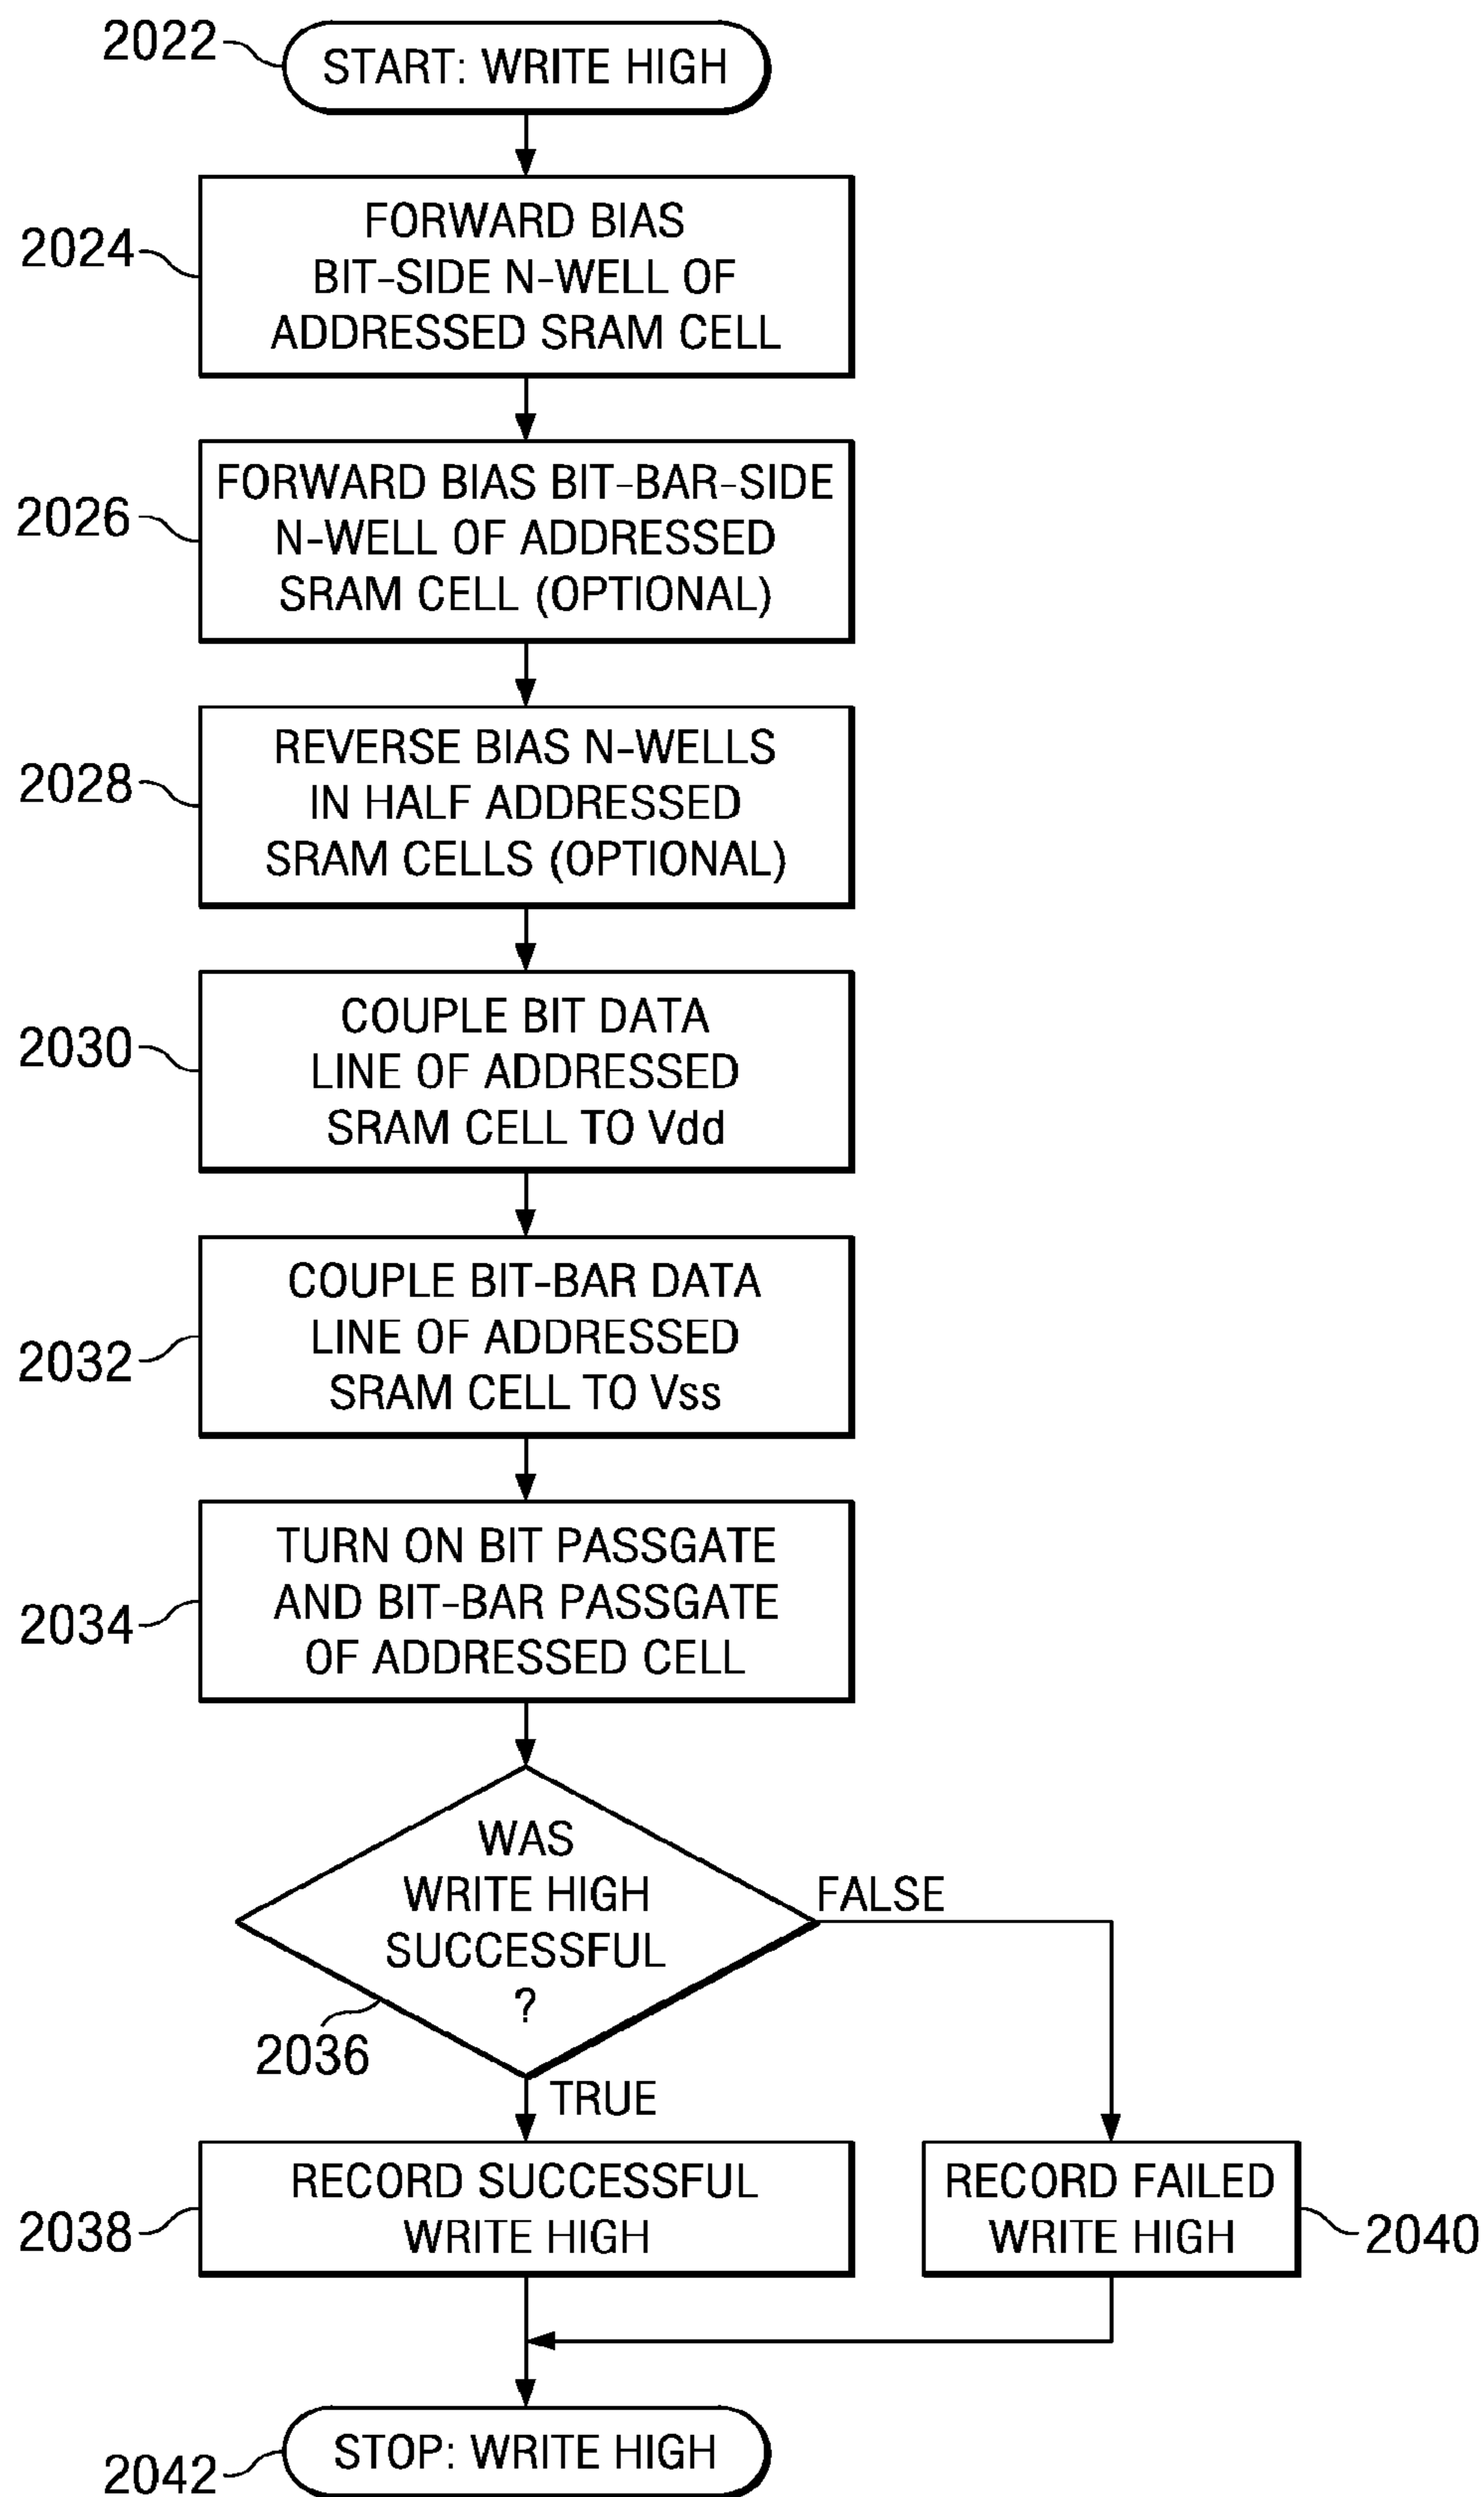 2022
START: WRITE HIGH
2024
FORWARD BIAS
BIT-SIDE N-WELL OF
ADDRESSED SRAM CELL
2026
FORWARD BIAS BIT-BAR-SIDE
N-WELL OF ADDRESSED
SRAM CELL (OPTIONAL)
2028
REVERSE BIAS N-WELLS
IN HALF ADDRESSED
SRAM CELLS (OPTIONAL)
2030
COUPLE BIT DATA
LINE OF ADDRESSED
SRAM CELL TO Vdd
2032
COUPLE BIT-BAR DATA
LINE OF ADDRESSED
SRAM CELL TO Vss
2034
TURN ON BIT PASSGATE
AND BIT-BAR PASSGATE
OF ADDRESSED CELL
WAS
WRITE HIGH
SUCCESSFUL
?
FALSE
2036
TRUE
2038
RECORD SUCCESSFUL
WRITE HIGH
RECORD FAILED
WRITE HIGH
2040
2042
STOP: WRITE HIGH